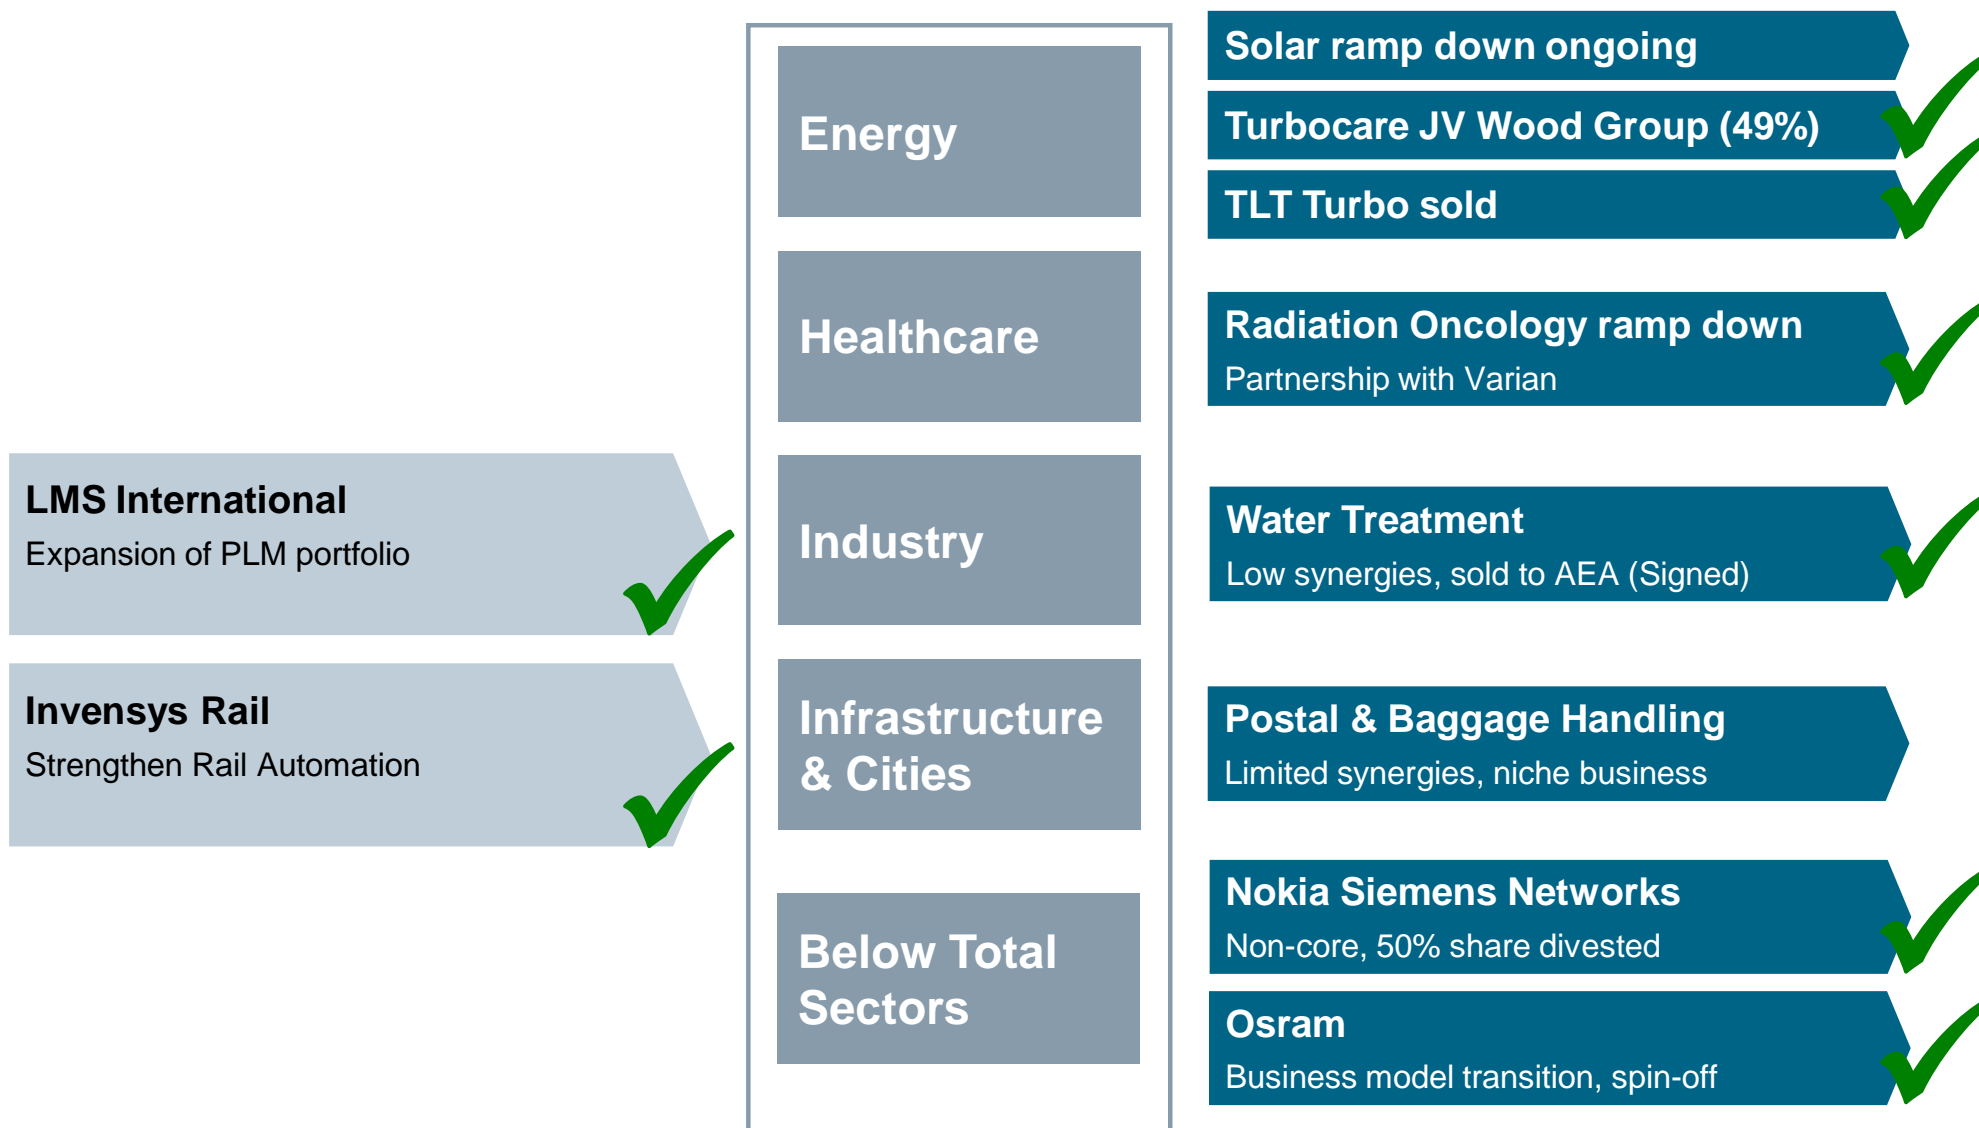 LMS International
Expansion of PLM portfolio
Invensys Rail
Strengthen Rail Automation
Energy
Healthcare
Industry
Infrastructure
& Cities
Below Total
Sectors
Solar ramp down ongoing
Turbocare JV Wood Group (49%)
TLT Turbo sold
Radiation Oncology ramp down
Partnership with Varian
Water Treatment
Low synergies, sold to AEA (Signed)
Postal & Baggage Handling
Limited synergies, niche business
Nokia Siemens Networks
Non-core, 50% share divested
Osram
Business model transition, spin-off